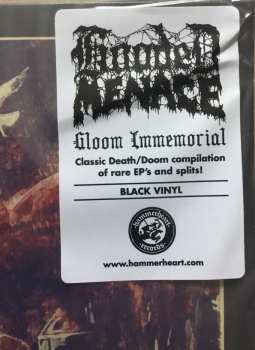 Hooded
MENACE
Gloom Immemorial
Classic Death/Doom compilation
of rare EP's and splits!
BLACK VINYL
hammerheart
records
www.hammerheart.com